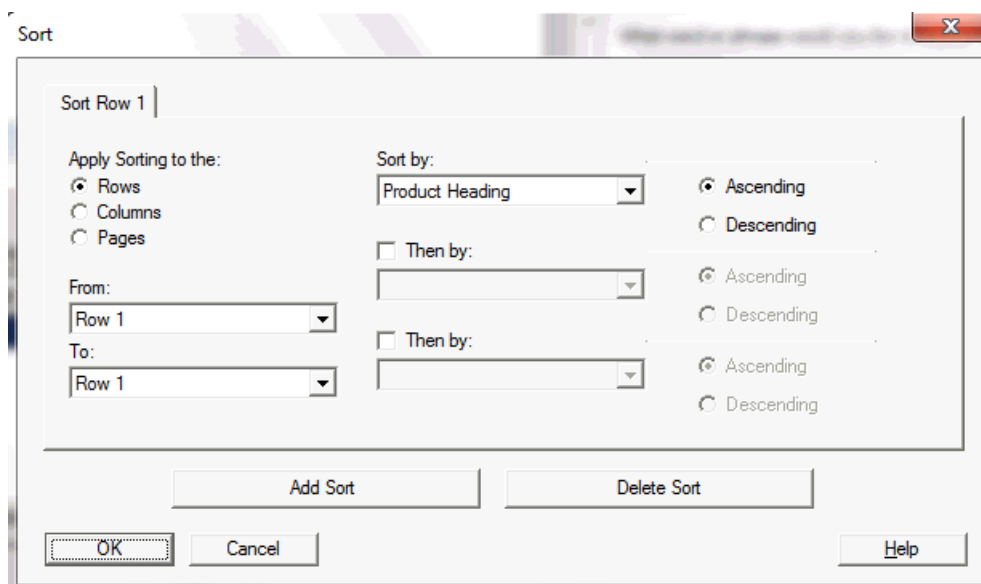 Sort
Sort Row 1
Apply Sorting to the:
Rows
Columns
Pages
From:
Row 1
To:
Row 1
Sort by:
Product Heading
Ascending
Descending
Then by:
Ascending
Descending
Then by:
Ascending
Descending
Add Sort
Delete Sort
OK
Cancel
Help